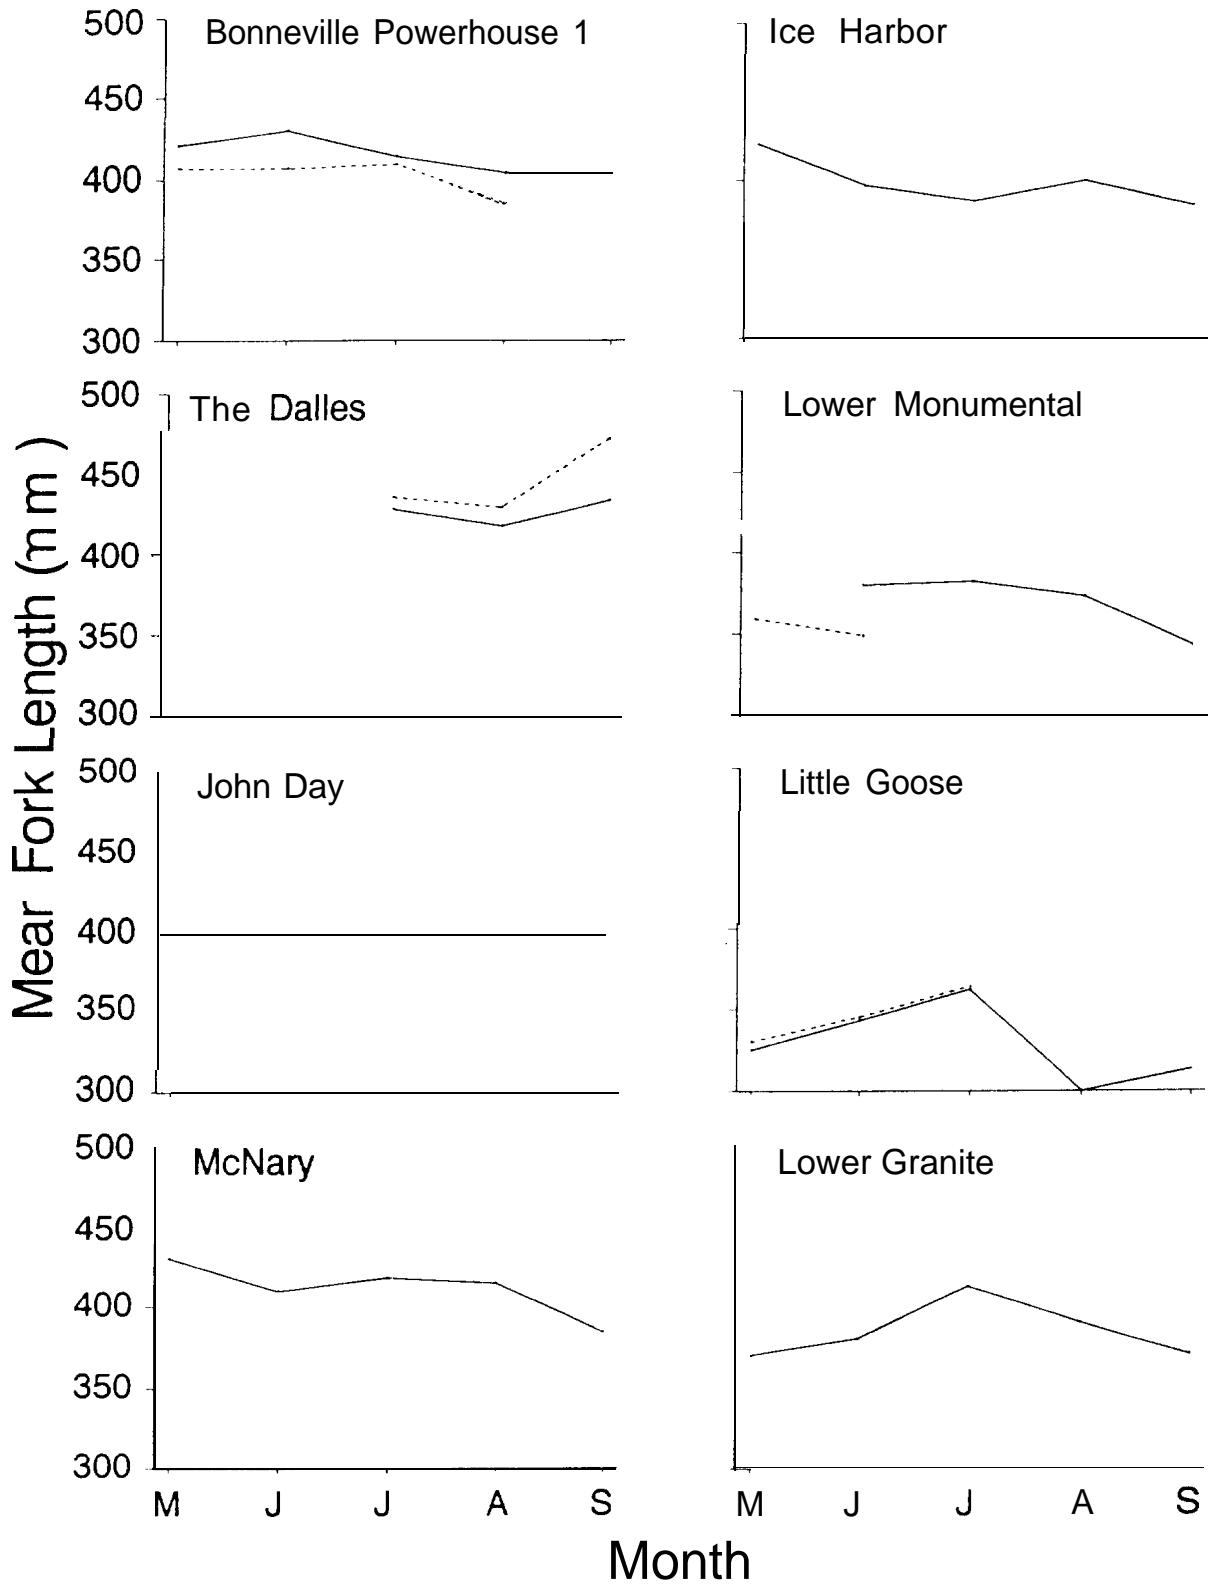 Bonneville Powerhouse 1
500
450
400
350
300
Ice Harbor
The Dalles
500
450
400
350
300
Lower Monumental
Mear Fork Length (mm)
John Day
500
450
400
350
300
Little Goose
McNary
500
450
400
350
300
M J J A S
Lower Granite
M J J A S
Month